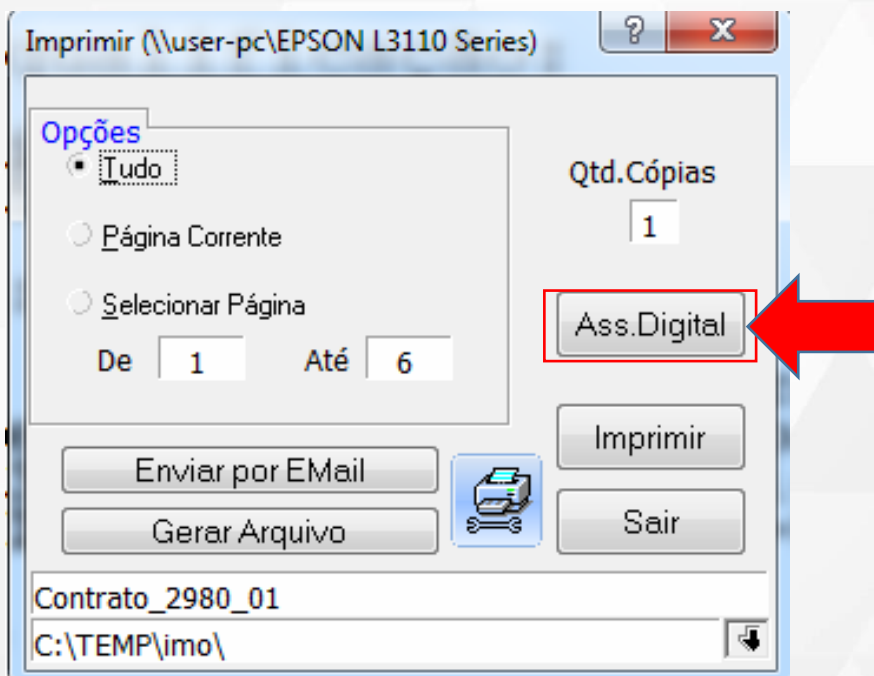 Imprimir (\\user-pc\EPSON L3110 Series)
Opções
Tudo
Qtd.Cópias
1
Página Corrente
Selecionar Página
De 1 Até 6
Ass.Digital
Imprimir
Enviar por EMail
Gerar Arquivo
Sair
Contrato_2980_01
C:\TEMP\imo\